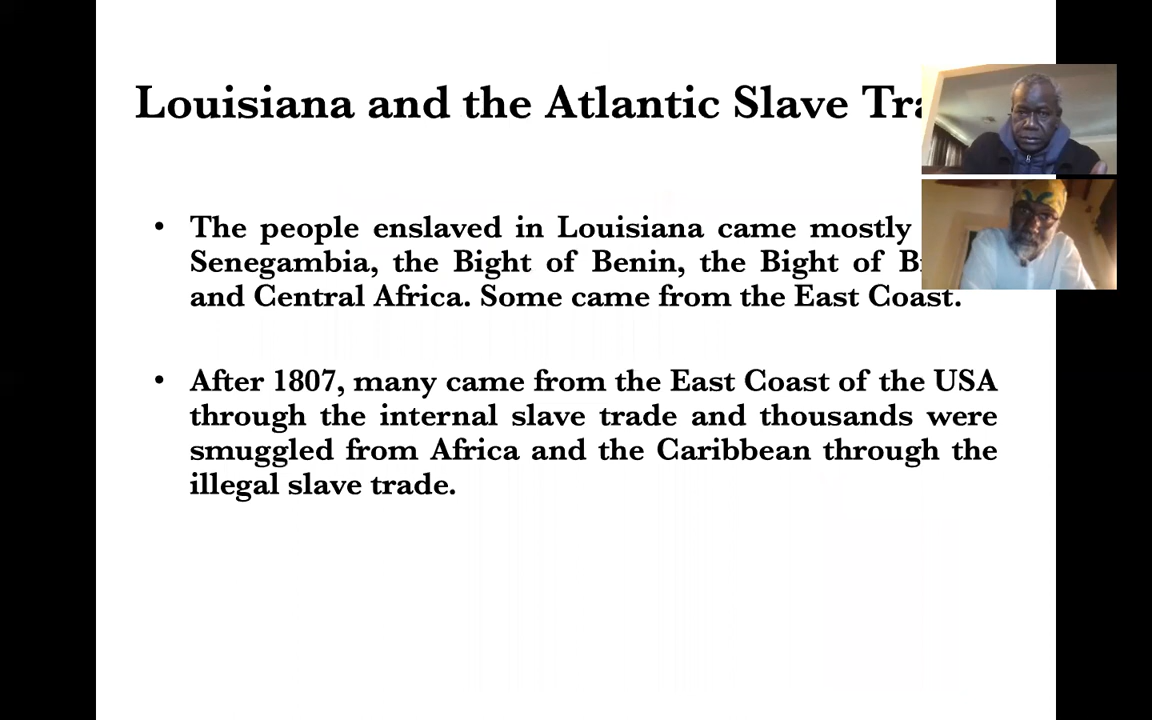 Louisiana and the Atlantic Slave
• The people enslaved in Louisiana came mostly
Senegambia, the Bight of Benin, the Bight of
and Central Africa. Some came from the East Coast.
• After 1807, many came from the East Coast of the USA
through the internal slave trade and thousands were
smuggled from Africa and the Caribbean through the
illegal slave trade.